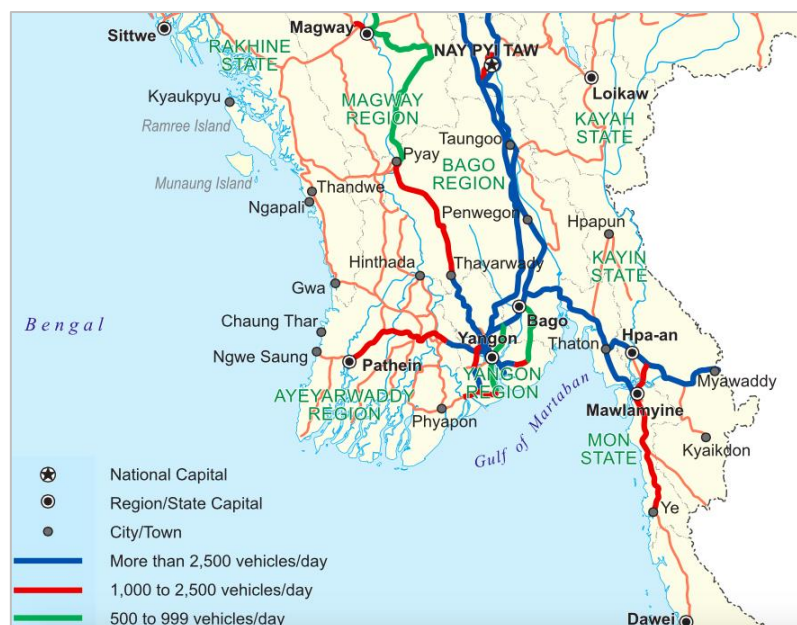 Sittwe
Magway
NAY PYI TAW
RAKHINE
STATE
Loikaw
Kyaukpyu
MAGWAY
REGION
KAYAH
STATE
Ramree Island
Taungoo
Pyay
BAGO
REGION
Munaung Island
Thandwe
Ngapali
Penwegon
Hpapun
KAYIN
STATE
Hinthada
Thayarwady
Gwa
Bengal
Chaung Thar
Bago
Yangon
Thaton
Hpa-an
Ngwe Saung
Pathein
YANGON
REGION
Myawaddy
AYEYARWADDY
REGION
Mawlamyine
Phyapon
Gulf of Martaban
MON
STATE
Kyaikdon
National Capital
Region/State Capital
Ye
City/Town
More than 2,500 vehicles/day
1,000 to 2,500 vehicles/day
500 to 999 vehicles/day
Dawei